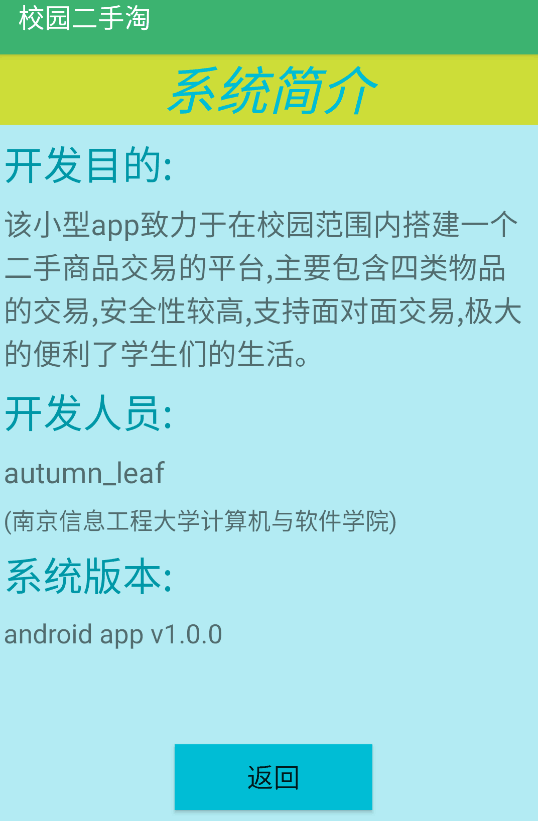 校园二手淘
系统简介
开发目的:
该小型app致力于在校园范围内搭建一个
二手商品交易的平台,主要包含四类物品
的交易,安全性较高,支持面对面交易,极大
的便利了学生们的生活。
开发人员:
autumn_leaf
(南京信息工程大学计算机与软件学院)
系统版本:
android app v1.0.0
返回